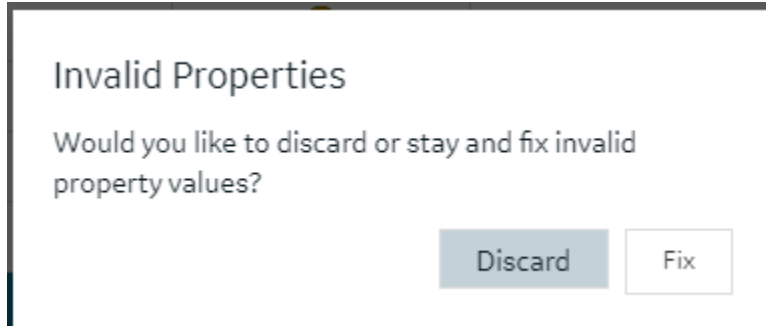 Invalid Properties
Would you like to discard or stay and fix invalid
property values?
Discard Fix